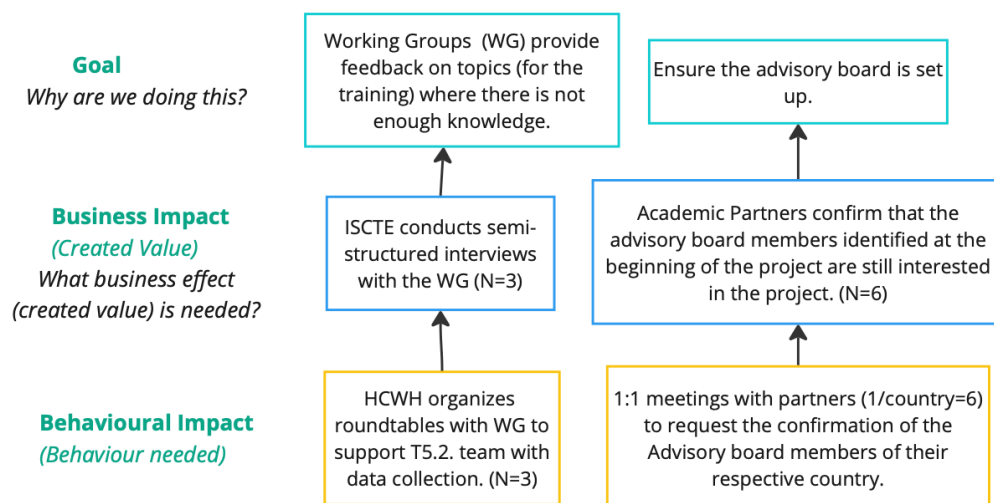 Goal
Why are we doing this?
Working Groups  (WG) provide
feedback on topics (for the
training) where there is not
enough knowledge.
Ensure the advisory board is set
up.
Business Impact
(Created Value)
What business effect
(created value) is needed?
ISCTE conducts semi-
structured interviews
with the WG (N=3)
Academic Partners confirm that the
advisory board members identified at the
beginning of the project are still interested
in the project. (N=6)
Behavioural Impact
(Behaviour needed)
HCWH organizes
roundtables with WG to
support T5.2. team with
data collection. (N=3)
1:1 meetings with partners (1/country=6)
to request the confirmation of the
Advisory board members of their
respective country.